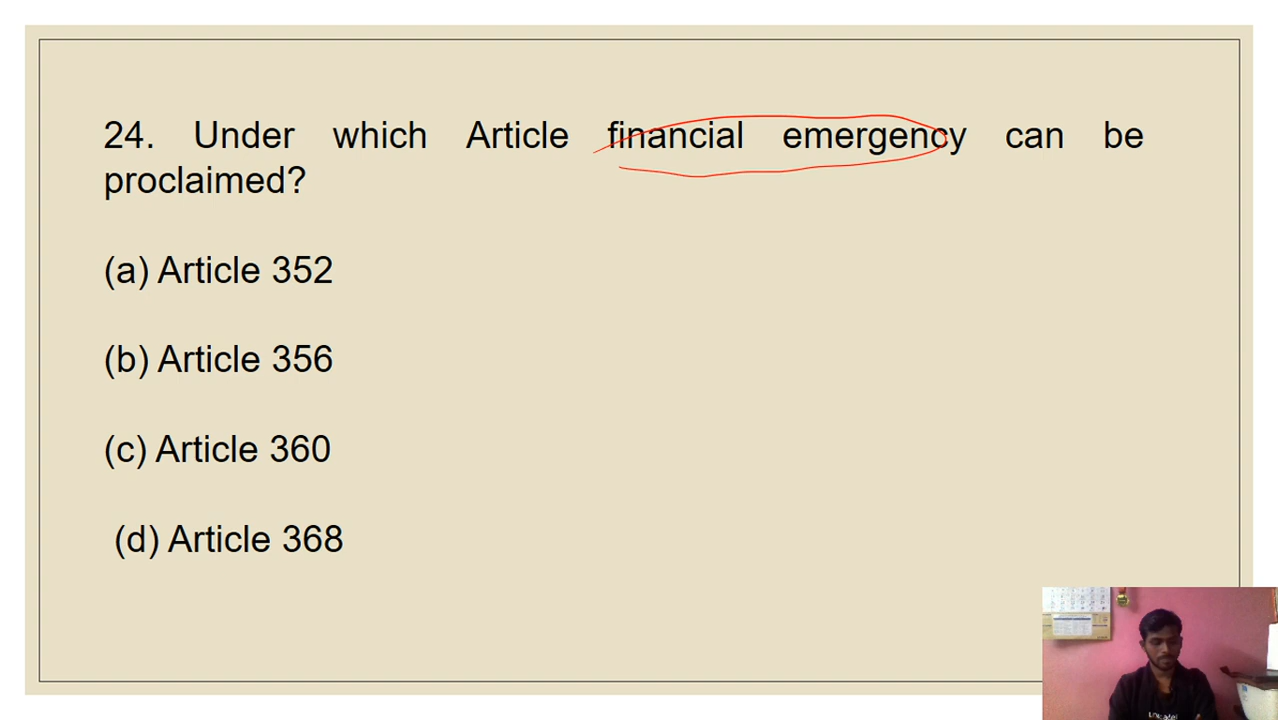 24. Under which Article financial emergency can be
proclaimed?
(a) Article 352
(b) Article 356
(c) Article 360
(d) Article 368